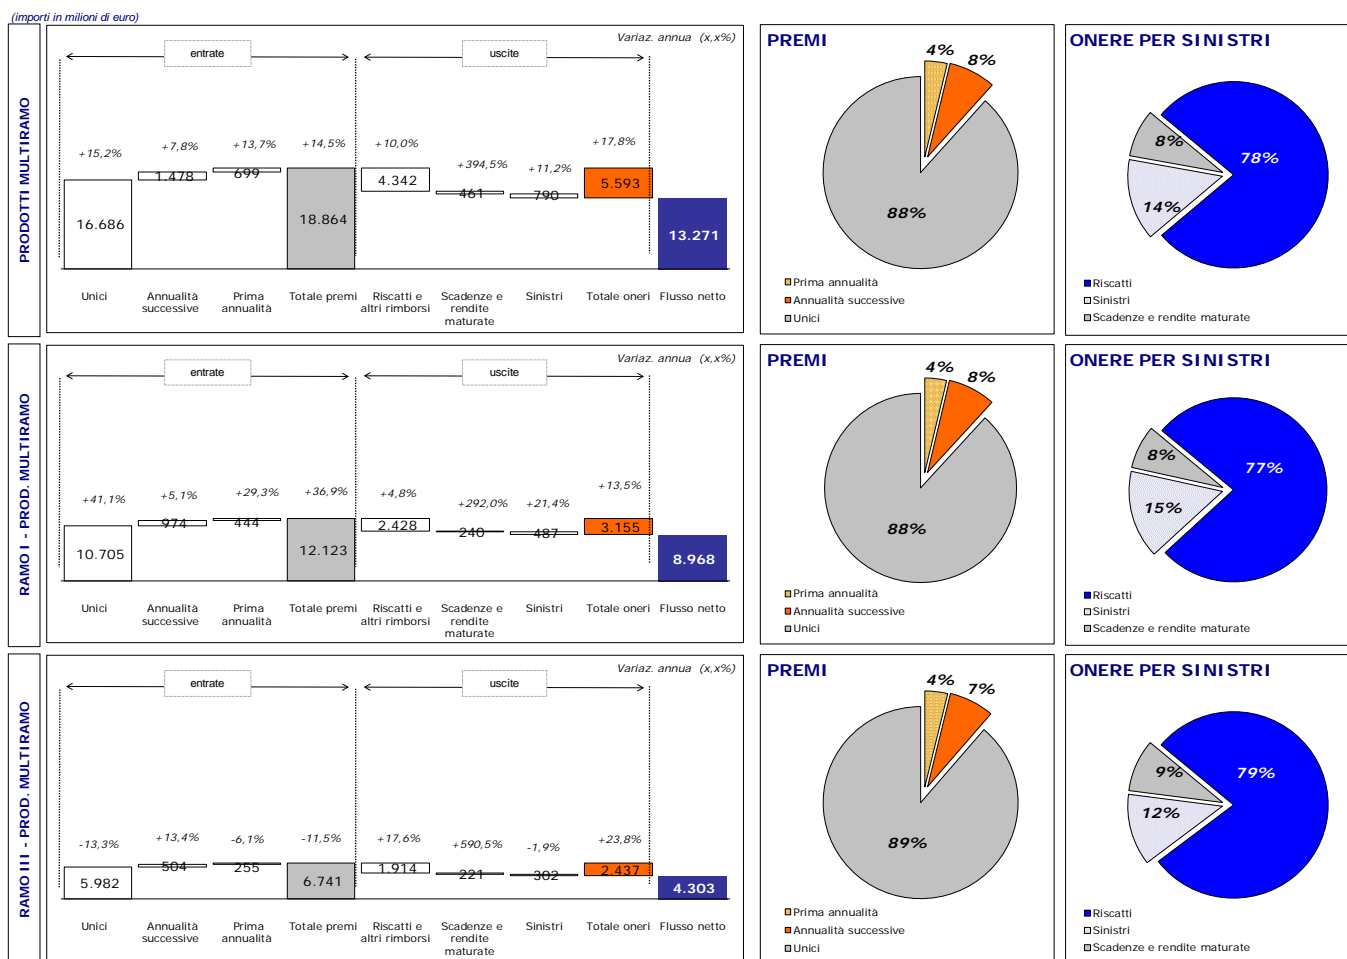 (importi in milioni di euro)
PRODOTTI MULTIRAMO
Variaz. annua (x,x%)
entrate
uscite
+15,2%
+7,8%
+13,7%
+14,5%
+10,0%
+394,5%
+11,2%
+17,8%
16.686
1.478
699
18.864
4.342
461
790
5.593
13.271
Unici
Annualità successive
Prima annualità
Totale premi
Riscatti e altri rimborsi
Scadenze e rendite maturate
Sinistri
Totale oneri
Flusso netto
PREMI
4%
8%
88%
Prima annualità
Annualità successive
Unici
ONERE PER SINISTRI
8%
78%
14%
Riscatti
Sinistri
Scadenze e rendite maturate
RAMO I - PROD. MULTIRAMO
Variaz. annua (x,x%)
entrate
uscite
+41,1%
+5,1%
+29,3%
+36,9%
+4,8%
+292,0%
+21,4%
+13,5%
10.705
974
444
12.123
2.428
240
487
3.155
8.968
Unici
Annualità successive
Prima annualità
Totale premi
Riscatti e altri rimborsi
Scadenze e rendite maturate
Sinistri
Totale oneri
Flusso netto
PREMI
4%
8%
88%
Prima annualità
Annualità successive
Unici
ONERE PER SINISTRI
8%
77%
15%
Riscatti
Sinistri
Scadenze e rendite maturate
RAMO III - PROD. MULTIRAMO
Variaz. annua (x,x%)
entrate
uscite
-13,3%
+13,4%
-6,1%
-11,5%
+17,6%
+590,5%
-1,9%
+23,8%
5.982
504
255
6.741
1.914
221
302
2.437
4.303
Unici
Annualità successive
Prima annualità
Totale premi
Riscatti e altri rimborsi
Scadenze e rendite maturate
Sinistri
Totale oneri
Flusso netto
PREMI
4%
7%
89%
Prima annualità
Annualità successive
Unici
ONERE PER SINISTRI
9%
79%
12%
Riscatti
Sinistri
Scadenze e rendite maturate